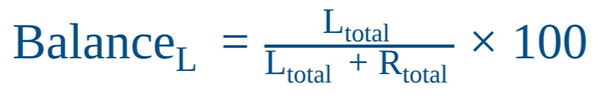 Balance_L = L_total / (L_total + R_total) × 100